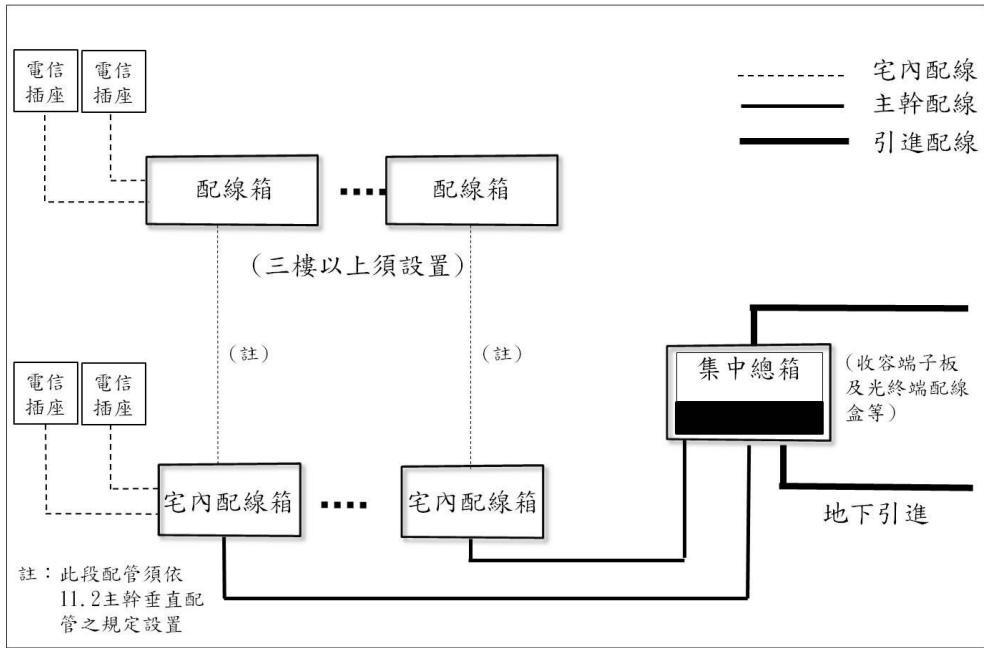 電信
插座
電信
插座
宅內配線
主幹配線
引進配線
配線箱
配線箱
(三樓以上須設置)
(註)
(註)
集中總箱
(收容端子板
及光終端配線
盒等)
電信
插座
電信
插座
宅內配線箱
宅內配線箱
地下引進
註：此段配管須依
11.2主幹垂直配
管之規定設置